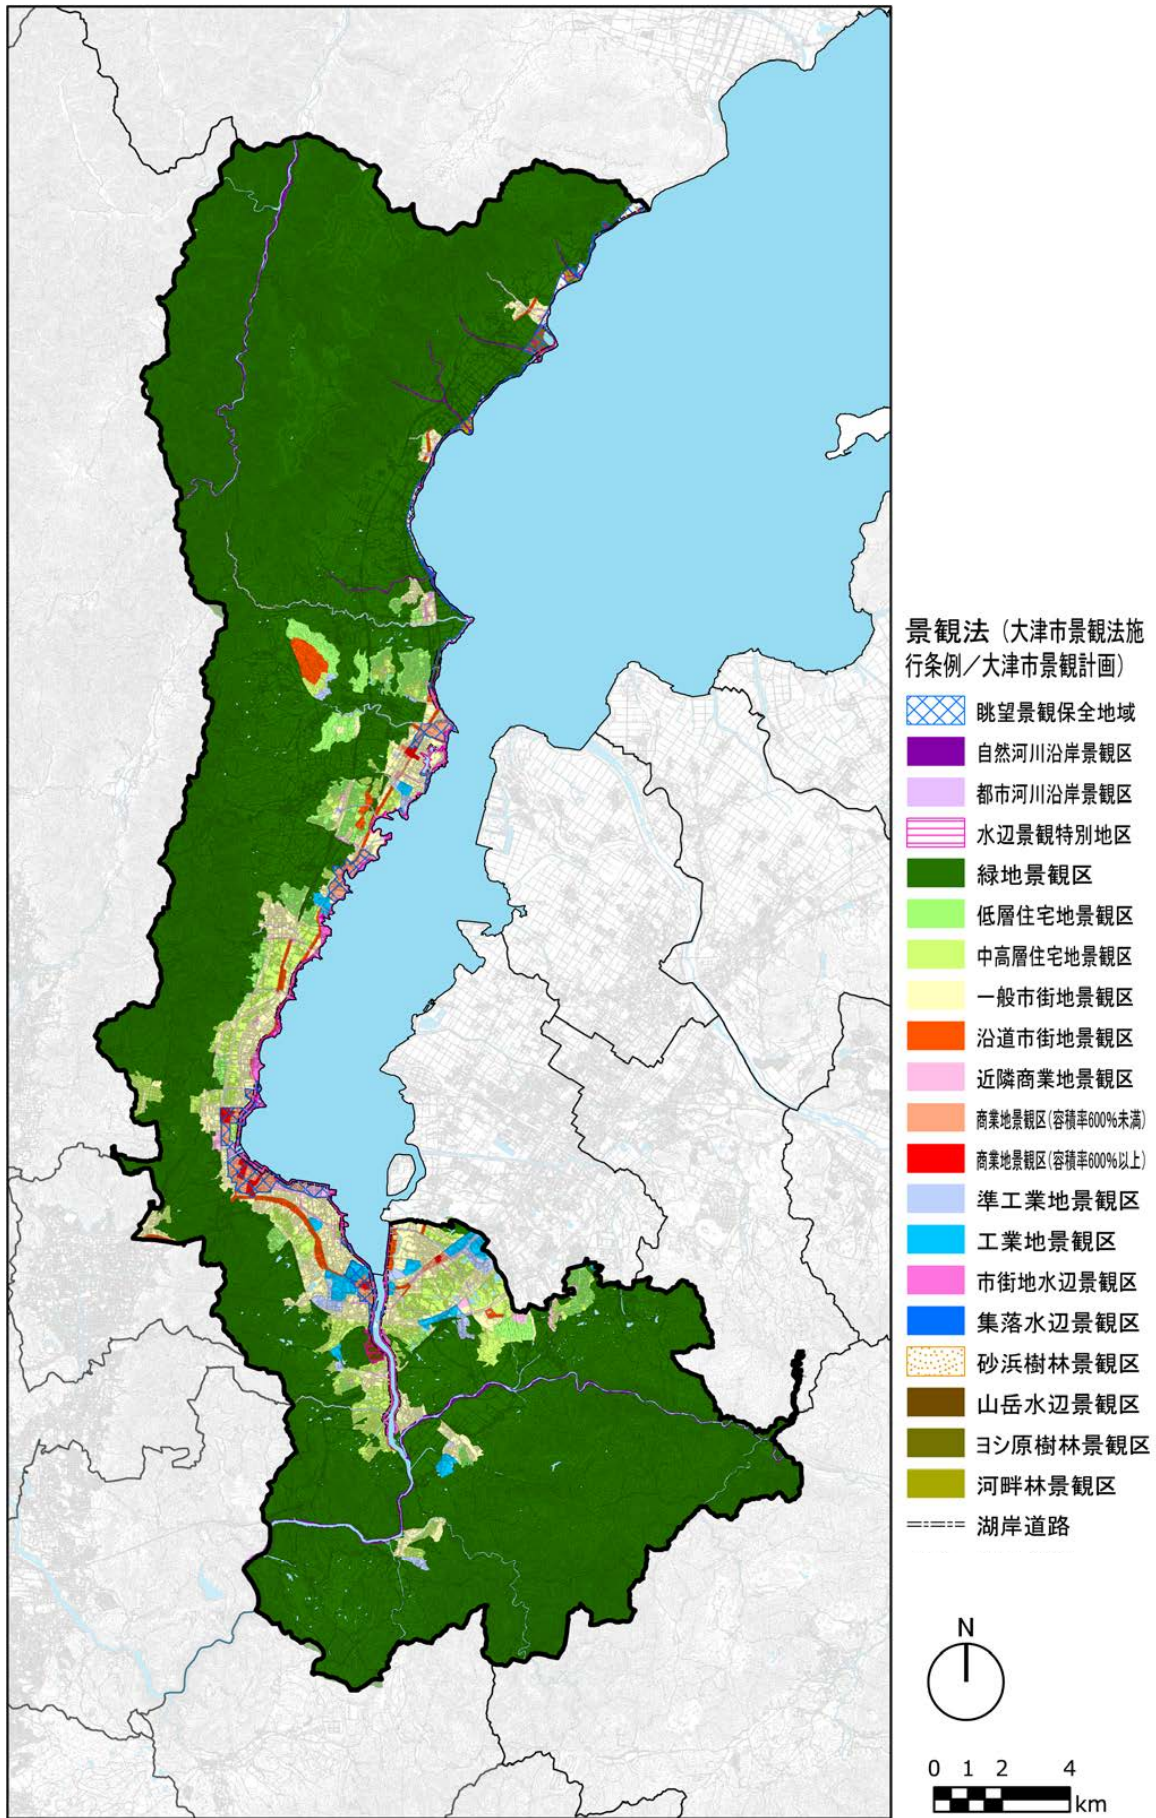 景観法（大津市景観法施
行条例／大津市景観計画）
眺望景観保全地域
自然河川沿岸景観区
都市河川沿岸景観区
水辺景観特別地区
緑地景観区
低層住宅地景観区
中高層住宅地景観区
一般市街地景観区
沿道市街地景観区
近隣商業地景観区
商業地景観区(容積率600%未満)
商業地景観区(容積率600%以上)
準工業地景観区
工業地景観区
市街地水辺景観区
集落水辺景観区
砂浜樹林景観区
山岳水辺景観区
ヨシ原樹林景観区
河畔林景観区
湖岸道路
N
0 1 2 4
km